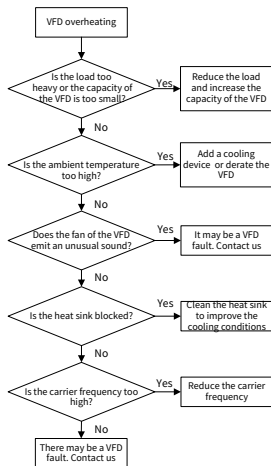 VFD overheating
Is the load too
heavy or the capacity of
the VFD is too small?
Yes
Reduce the load
and increase the
capacity of the VFD
No
Is the ambient temperature
too high?
Yes
Add a cooling
device or derate the
VFD
No
Does the fan of the VFD
emit an unusual sound?
Yes
It may be a VFD
fault. Contact us
No
Is the heat sink blocked?
Yes
Clean the heat sink
to improve the
cooling conditions
No
Is the carrier frequency too
high?
Yes
Reduce the carrier
frequency
No
There may be a VFD
fault. Contact us